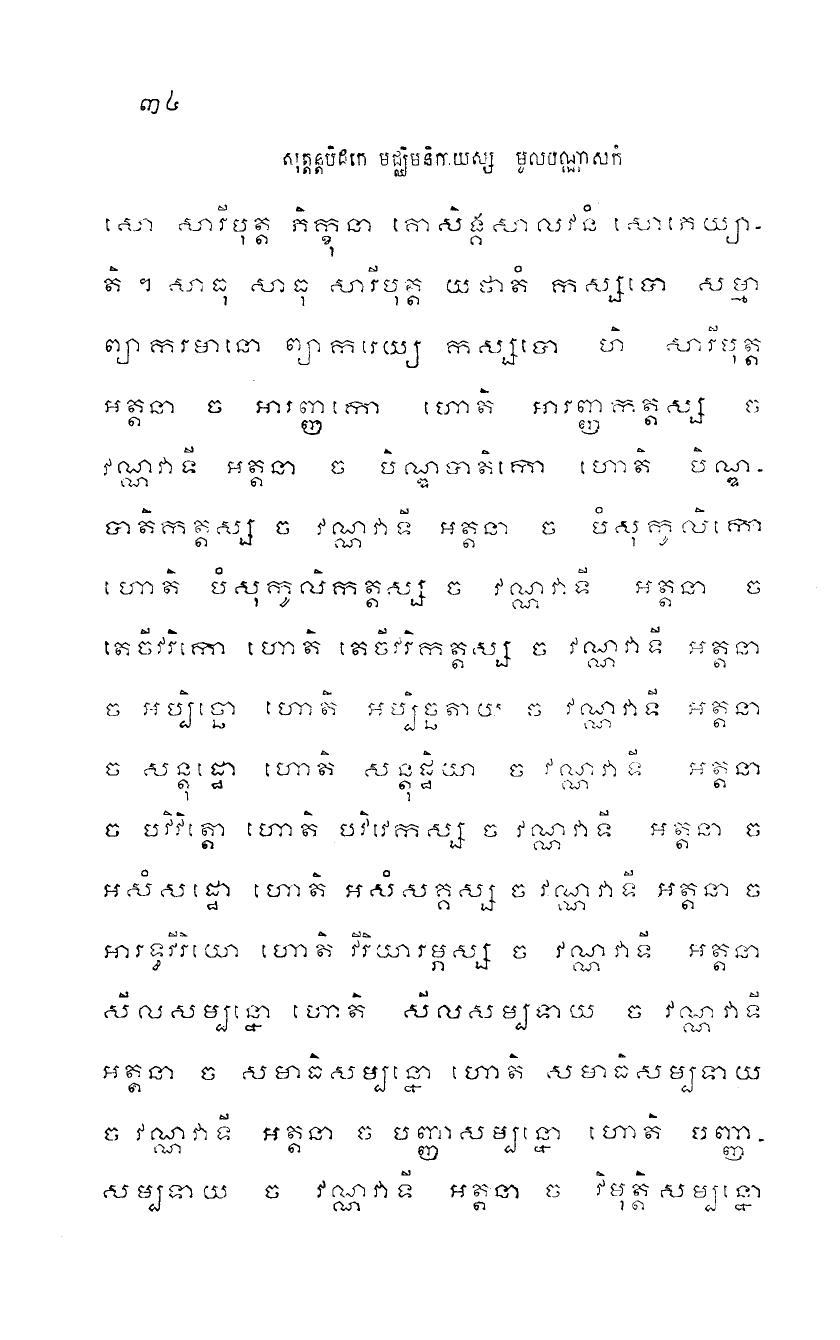 ៣៤
សុត្តន្តបិដកេ មជ្ឈិមនិកាយស្ស មូលបណ្ណាសកំ
សោ សារីបុត្ត ភិក្ខុនា គោសិង្គសាលវនំ សោភេយ្យា-
តិ ។ សាធុ សាធុ សារីបុត្ត យថាតំ កស្សបោ សម្មា
ព្យាករមានោ ព្យាករេយ្យ កស្សបោ ហិ សារីបុត្ត
អត្តនា ច អារញ្ញកោ ហោតិ អារញ្ញកត្តស្ស ច
វណ្ណវាទី អត្តនា ច បិណ្ឌបាតិកោ ហោតិ បិណ្ឌ-
បាតិកត្តស្ស ច វណ្ណវាទី អត្តនា ច បំសុកូលិកោ
ហោតិ បំសុកូលិកត្តស្ស ច វណ្ណវាទី អត្តនា ច
តេចីវរិកោ ហោតិ តេចីវរិកត្តស្ស ច វណ្ណវាទី អត្តនា
ច អប្បិច្ឆោ ហោតិ អប្បិច្ឆតាយ ច វណ្ណវាទី អត្តនា
ច សន្តុដ្ឋោ ហោតិ សន្តុដ្ឋិយា ច វណ្ណវាទី អត្តនា
ច បវិវិត្តោ ហោតិ បវិវេកស្ស ច វណ្ណវាទី អត្តនា ច
អសំសដ្ឋោ ហោតិ អសំសគ្គស្ស ច វណ្ណវាទី អត្តនា ច
អារទ្ធវីរិយោ ហោតិ វីរិយារម្ភស្ស ច វណ្ណវាទី អត្តនា
សីលសម្បន្នោ ហោតិ សីលសម្បទាយ ច វណ្ណវាទី
អត្តនា ច សមាធិសម្បន្នោ ហោតិ សមាធិសម្បទាយ
ច វណ្ណវាទី អត្តនា ច បញ្ញាសម្បន្នោ ហោតិ បញ្ញា-
សម្បទាយ ច វណ្ណវាទី អត្តនា ច វិមុត្តិសម្បន្នោ